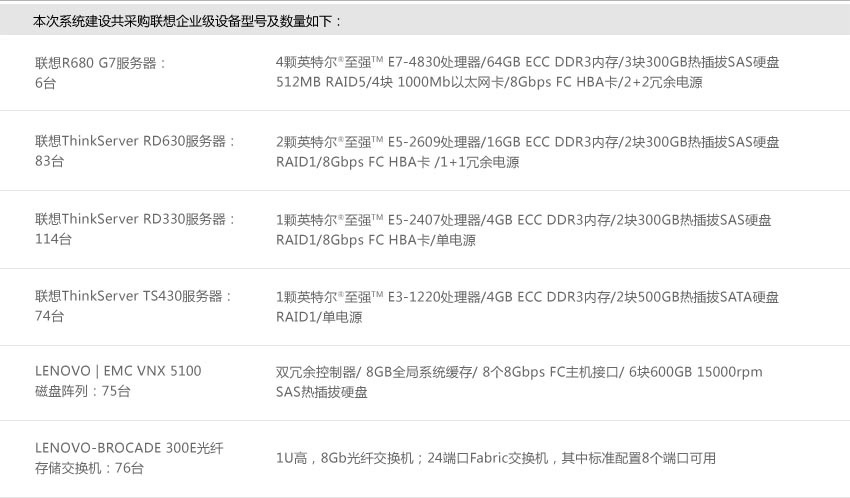 本次系统建设共采购联想企业级设备型号及数量如下：
联想R680 G7服务器：
6台
4颗英特尔®至强™ E7-4830处理器/64GB ECC DDR3内存/3块300GB热插拔SAS硬盘
512MB RAID5/4块 1000Mb以太网卡/8Gbps FC HBA卡/2+2冗余电源
联想ThinkServer RD630服务器：
83台
2颗英特尔®至强™ E5-2609处理器/16GB ECC DDR3内存/2块300GB热插拔SAS硬盘
RAID1/8Gbps FC HBA卡 /1+1冗余电源
联想ThinkServer RD330服务器：
114台
1颗英特尔®至强™ E5-2407处理器/4GB ECC DDR3内存/2块300GB热插拔SAS硬盘
RAID1/8Gbps FC HBA卡/单电源
联想ThinkServer TS430服务器：
74台
1颗英特尔®至强™ E3-1220处理器/4GB ECC DDR3内存/2块500GB热插拔SATA硬盘
RAID1/单电源
LENOVO | EMC VNX 5100
磁盘阵列：75台
双冗余控制器/ 8GB全局系统缓存/ 8个8Gbps FC主机接口/ 6块600GB 15000rpm
SAS热插拔硬盘
LENOVO-BROCADE 300E光纤
存储交换机：76台
1U高，8Gb光纤交换机；24端口Fabric交换机，其中标准配置8个端口可用